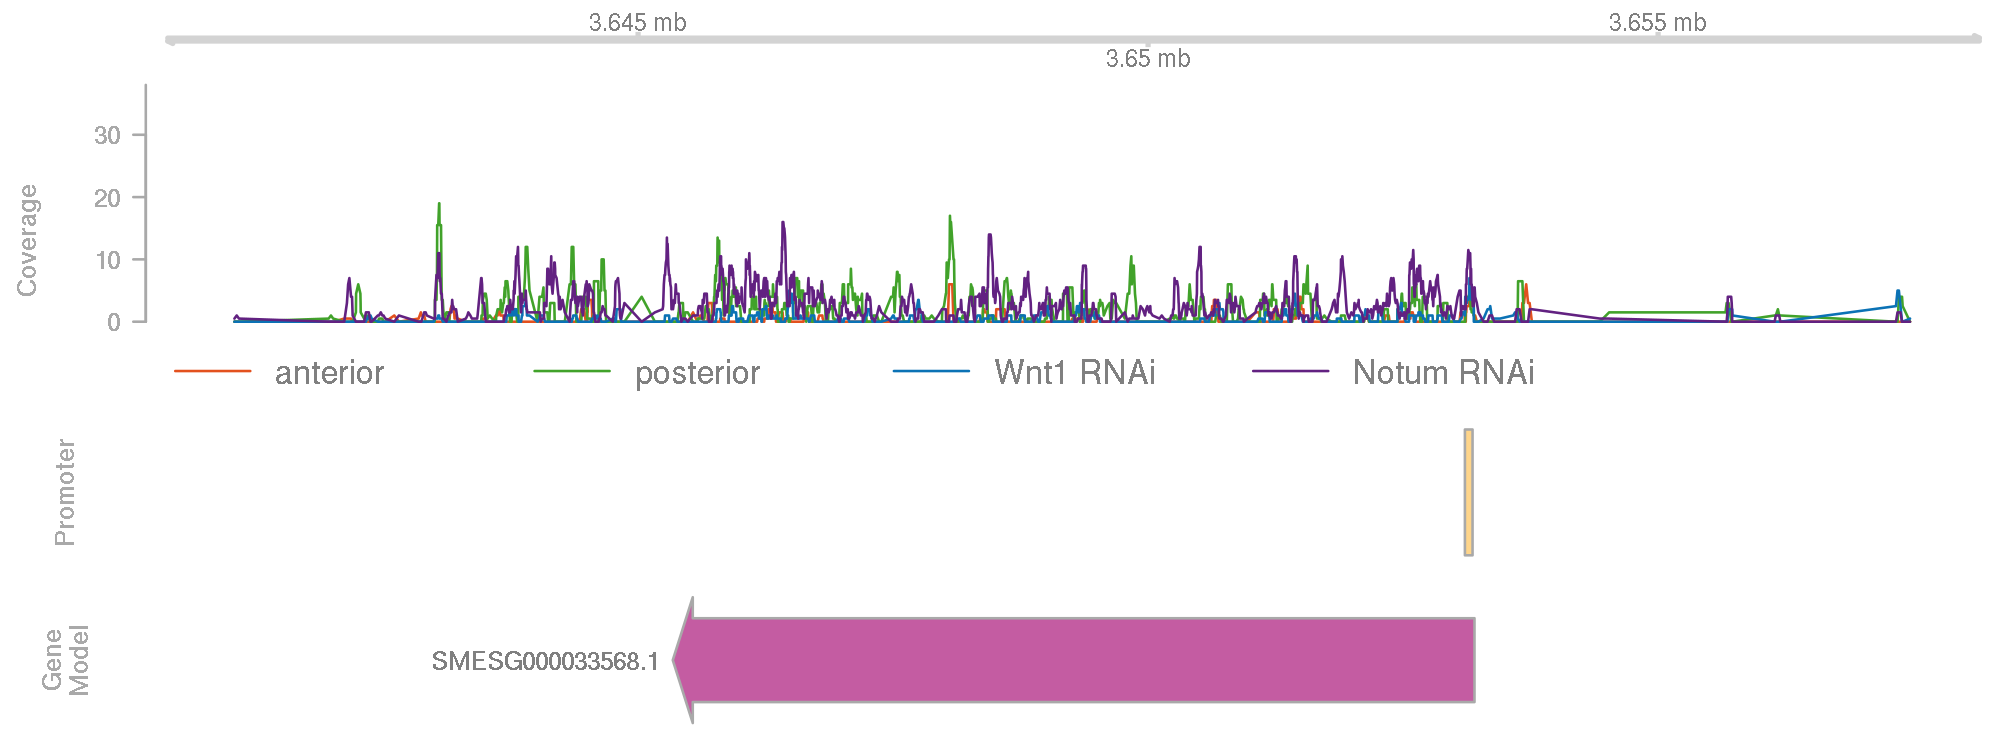 3.645 mb
3.655 mb
3.65 mb
Coverage
30
20
10
0
anterior
posterior
Wnt1 RNAi
Notum RNAi
Promoter
0
Gene
Model
SMESG000033568.1